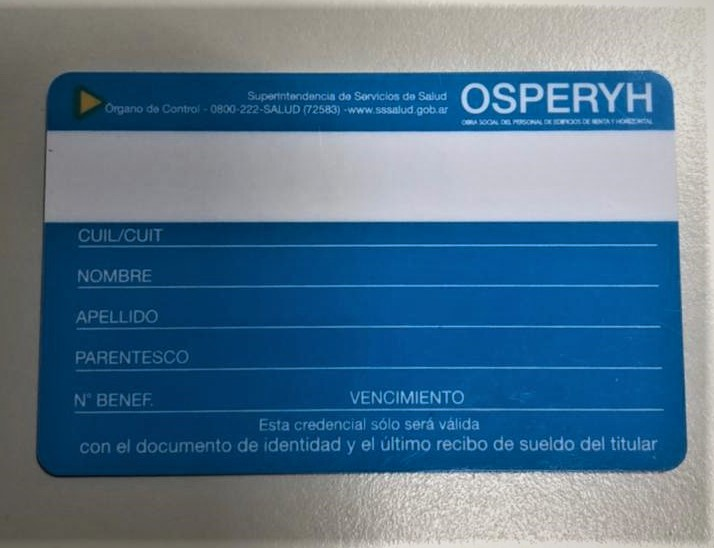 Superintendencia de Servicios de Salud
Órgano de Control - 0800-222-SALUD (72583) -www.sssalud.gob.ar
OSPERYH
OBRA SOCIAL DEL PERSONAL DE EDIFICIOS DE RENTA Y HORIZONTAL
CUIL/CUIT
NOMBRE
APELLIDO
PARENTESCO
N° BENEF. VENCIMIENTO
Esta credencial sólo será válida
con el documento de identidad y el último recibo de sueldo del titular